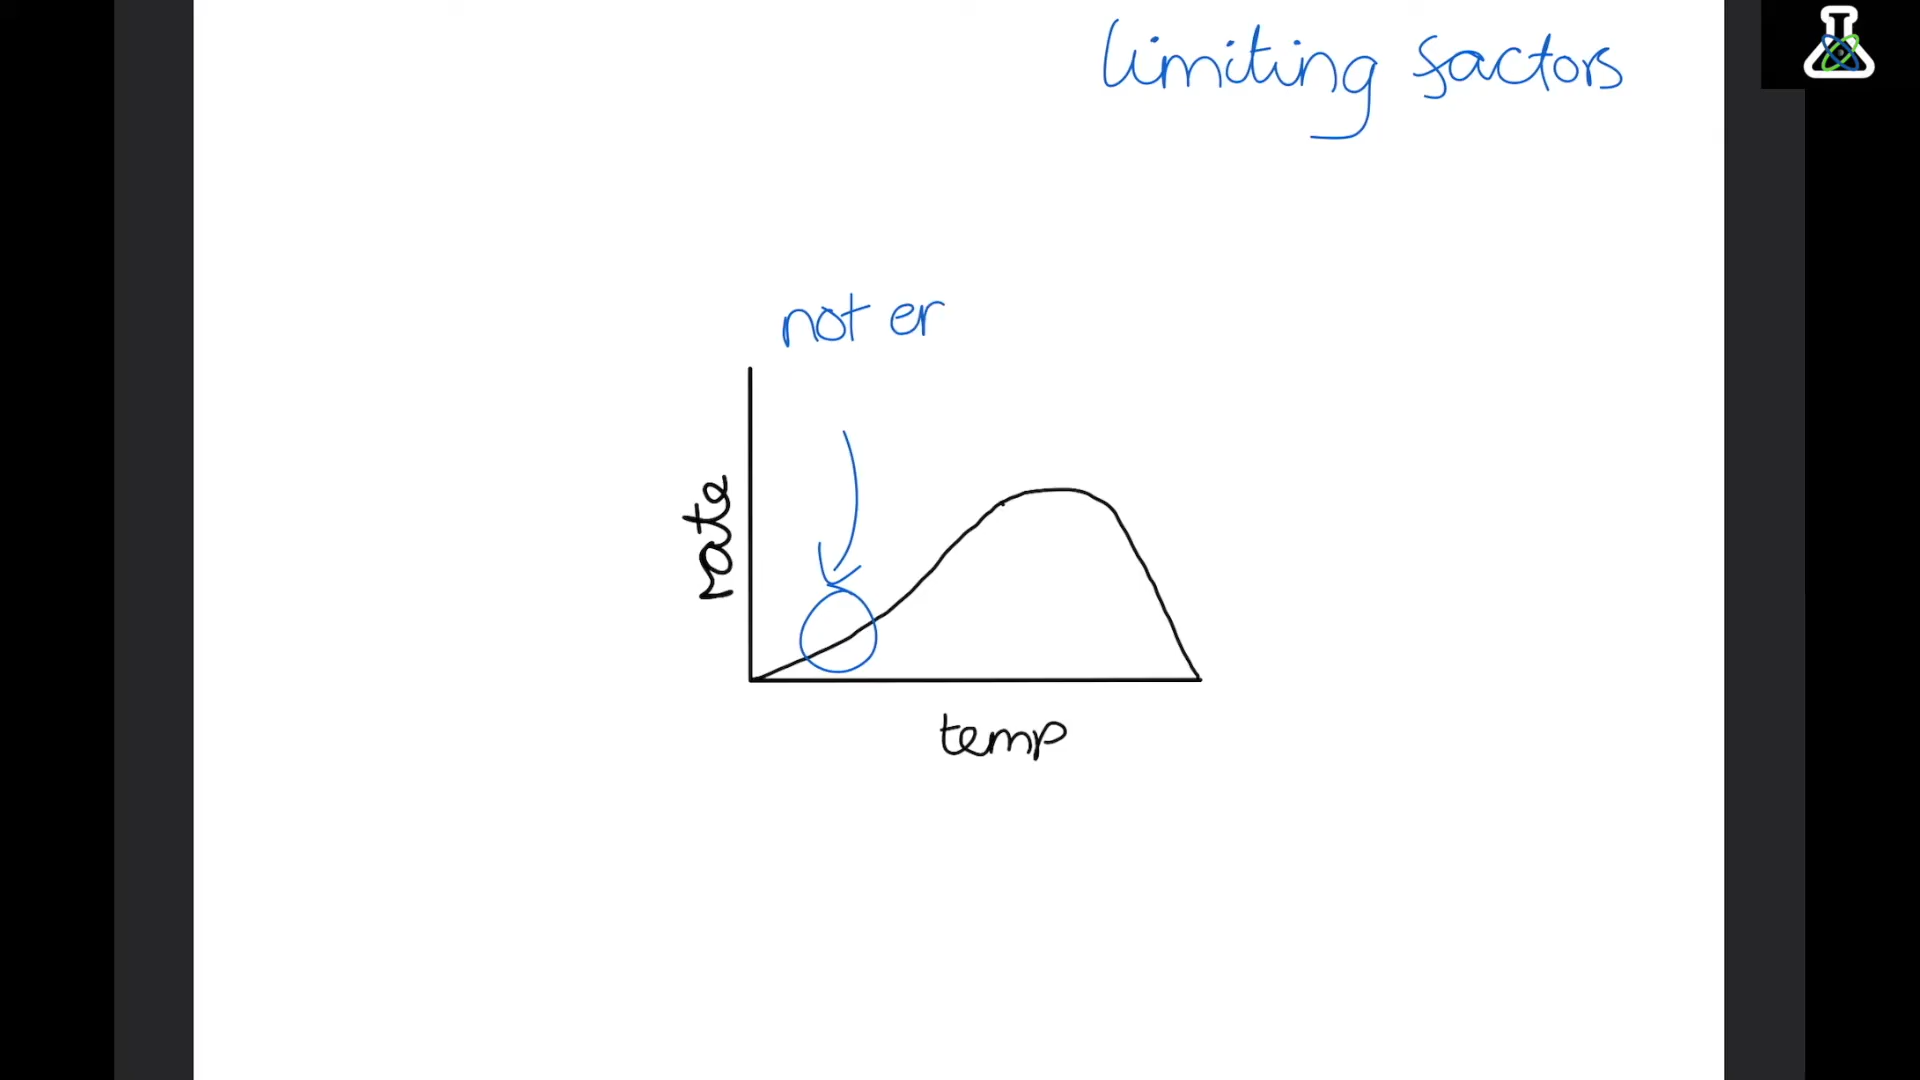 limiting factors
not er
rate
temp